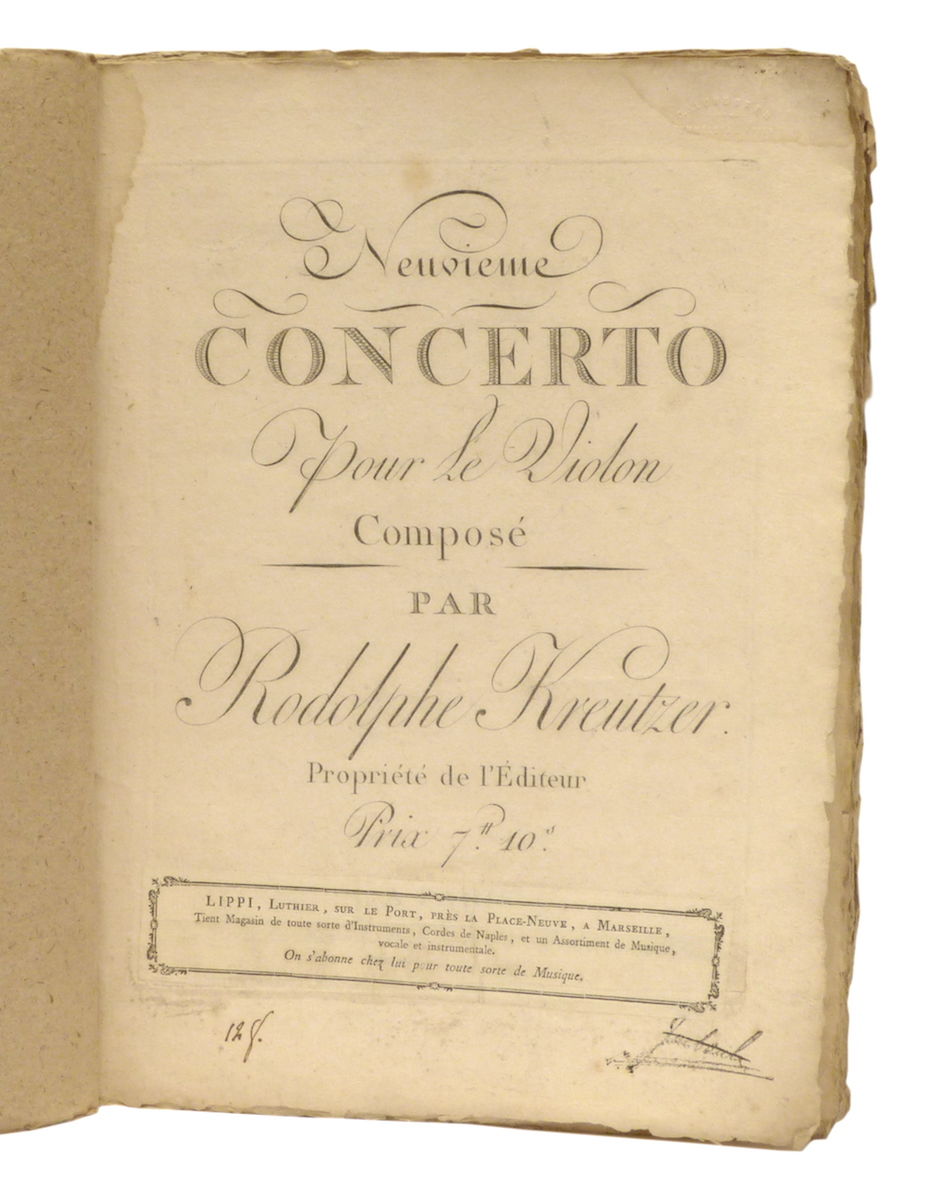 Neuvieme
CONCERTO
Pour le Violon
Composé
PAR
Rodolphe Kreutzer.
Propriété de l'Éditeur
Prix 7.₶ 10.ˢ
LIPPI, LUTHIER, SUR LE PORT, PRÈS LA PLACE-NEUVE, A MARSEILLE,
Tient Magasin de toute sorte d'Instruments, Cordes de Naples, et un Assortiment de Musique,
vocale et instrumentale.
On s'abonne chez lui pour toute sorte de Musique.